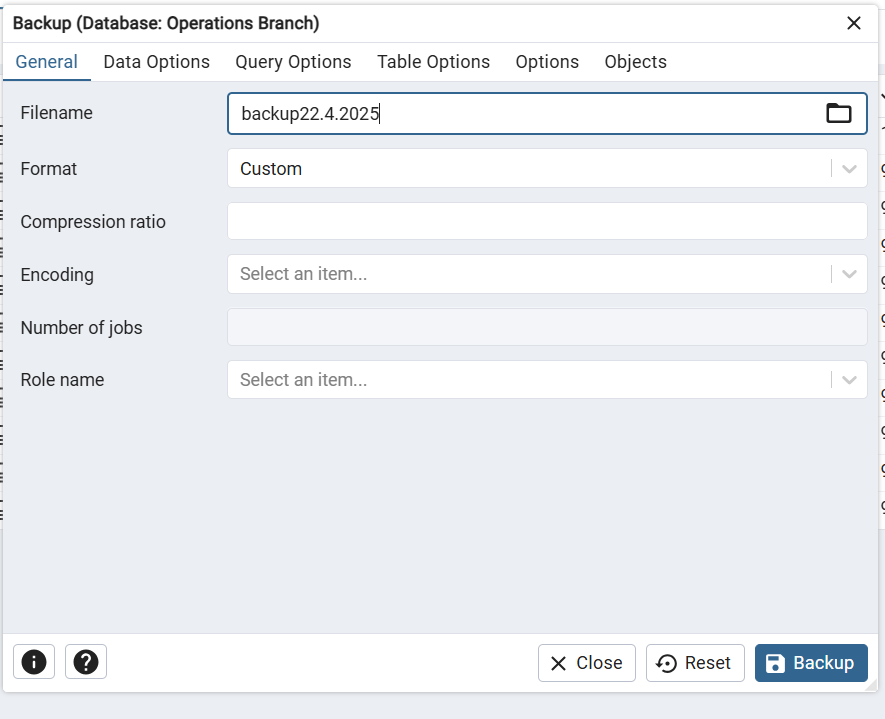 Backup (Database: Operations Branch)
General Data Options Query Options Table Options Options Objects
Filename backup22.4.2025
Format Custom
Compression ratio
Encoding Select an item...
Number of jobs
Role name Select an item...
Close Reset Backup